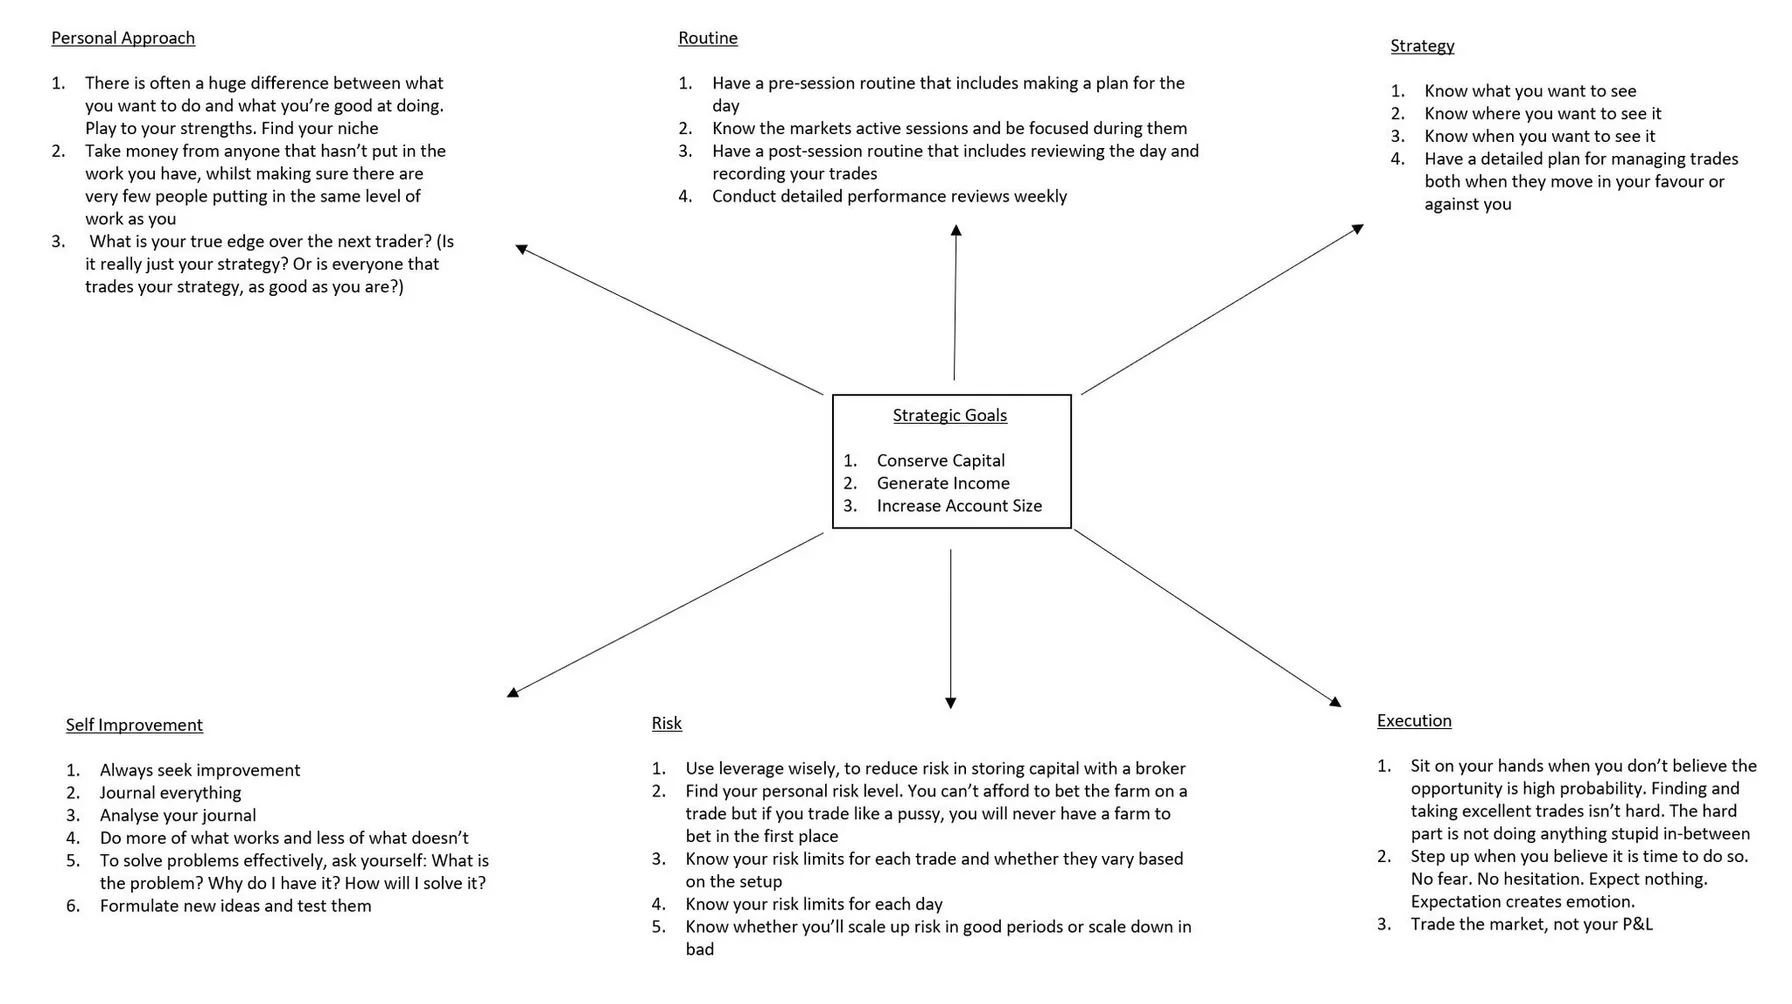 Personal Approach
1. There is often a huge difference between what
you want to do and what you're good at doing.
Play to your strengths. Find your niche
2. Take money from anyone that hasn't put in the
work you have, whilst making sure there are
very few people putting in the same level of
work as you
3. What is your true edge over the next trader? (Is
it really just your strategy? Or is everyone that
trades your strategy, as good as you are?)
Routine
1. Have a pre-session routine that includes making a plan for the
day
2. Know the markets active sessions and be focused during them
3. Have a post-session routine that includes reviewing the day and
recording your trades
4. Conduct detailed performance reviews weekly
Strategy
1. Know what you want to see
2. Know where you want to see it
3. Know when you want to see it
4. Have a detailed plan for managing trades
both when they move in your favour or
against you
Strategic Goals
1. Conserve Capital
2. Generate Income
3. Increase Account Size
Self Improvement
1. Always seek improvement
2. Journal everything
3. Analyse your journal
4. Do more of what works and less of what doesn't
5. To solve problems effectively, ask yourself: What is
the problem? Why do I have it? How will I solve it?
6. Formulate new ideas and test them
Risk
1. Use leverage wisely, to reduce risk in storing capital with a broker
2. Find your personal risk level. You can't afford to bet the farm on a
trade but if you trade like a pussy, you will never have a farm to
bet in the first place
3. Know your risk limits for each trade and whether they vary based
on the setup
4. Know your risk limits for each day
5. Know whether you'll scale up risk in good periods or scale down in
bad
Execution
1. Sit on your hands when you don't believe the
opportunity is high probability. Finding and
taking excellent trades isn't hard. The hard
part is not doing anything stupid in-between
2. Step up when you believe it is time to do so.
No fear. No hesitation. Expect nothing.
Expectation creates emotion.
3. Trade the market, not your P&L